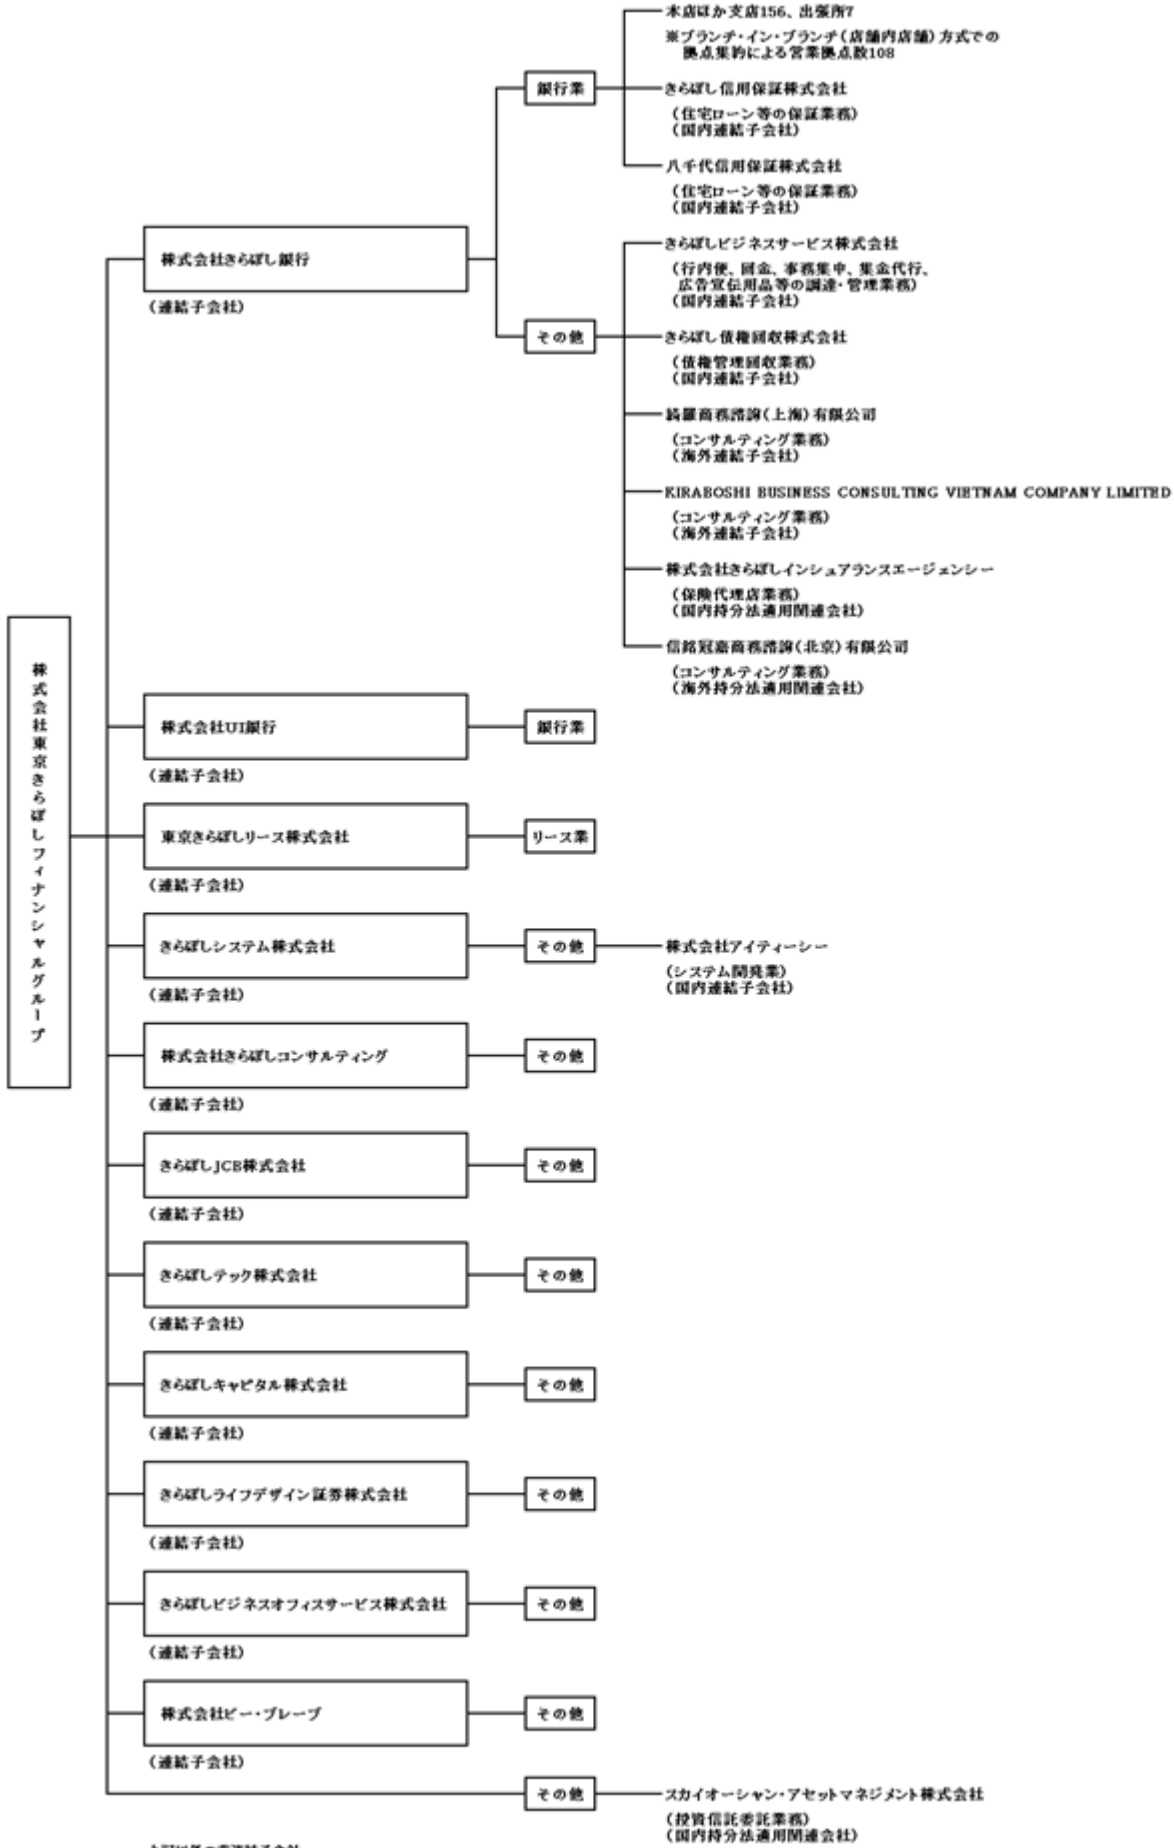 本店ほか支店156、出張所7
※ブランチ・イン・ブランチ(店舗内店舗)方式での
拠点集約による営業拠点数108
銀行業
きらぼし信用保証株式会社
(住宅ローン等の保証業務)
(国内連結子会社)
八千代信用保証株式会社
(住宅ローン等の保証業務)
(国内連結子会社)
株式会社きらぼし銀行
(連結子会社)
きらぼしビジネスサービス株式会社
(行内便、回金、事務集中、集金代行、
広告宣伝用品等の調達・管理業務)
(国内連結子会社)
その他
きらぼし債権回収株式会社
(債権管理回収業務)
(国内連結子会社)
綺羅商務諮詢(上海)有限公司
(コンサルティング業務)
(海外連結子会社)
KIRABOSHI BUSINESS CONSULTING VIETNAM COMPANY LIMITED
(コンサルティング業務)
(海外連結子会社)
株式会社きらぼしインシュアランスエージェンシー
(保険代理店業務)
(国内持分法適用関連会社)
信銘冠嘉商務諮詢(北京)有限公司
(コンサルティング業務)
(海外持分法適用関連会社)
株式会社東京きらぼしフィナンシャルグループ
株式会社UI銀行
銀行業
(連結子会社)
東京きらぼしリース株式会社
リース業
(連結子会社)
きらぼしシステム株式会社
その他
株式会社アイティーシー
(システム開発業)
(国内連結子会社)
(連結子会社)
株式会社きらぼしコンサルティング
その他
(連結子会社)
きらぼしJCB株式会社
その他
(連結子会社)
きらぼしテック株式会社
その他
(連結子会社)
きらぼしキャピタル株式会社
その他
(連結子会社)
きらぼしライフデザイン証券株式会社
その他
(連結子会社)
きらぼしビジネスオフィスサービス株式会社
その他
(連結子会社)
株式会社ビー・ブレーブ
その他
(連結子会社)
その他
スカイオーシャン・アセットマネジメント株式会社
(投資信託委託業務)
(国内持分法適用関連会社)